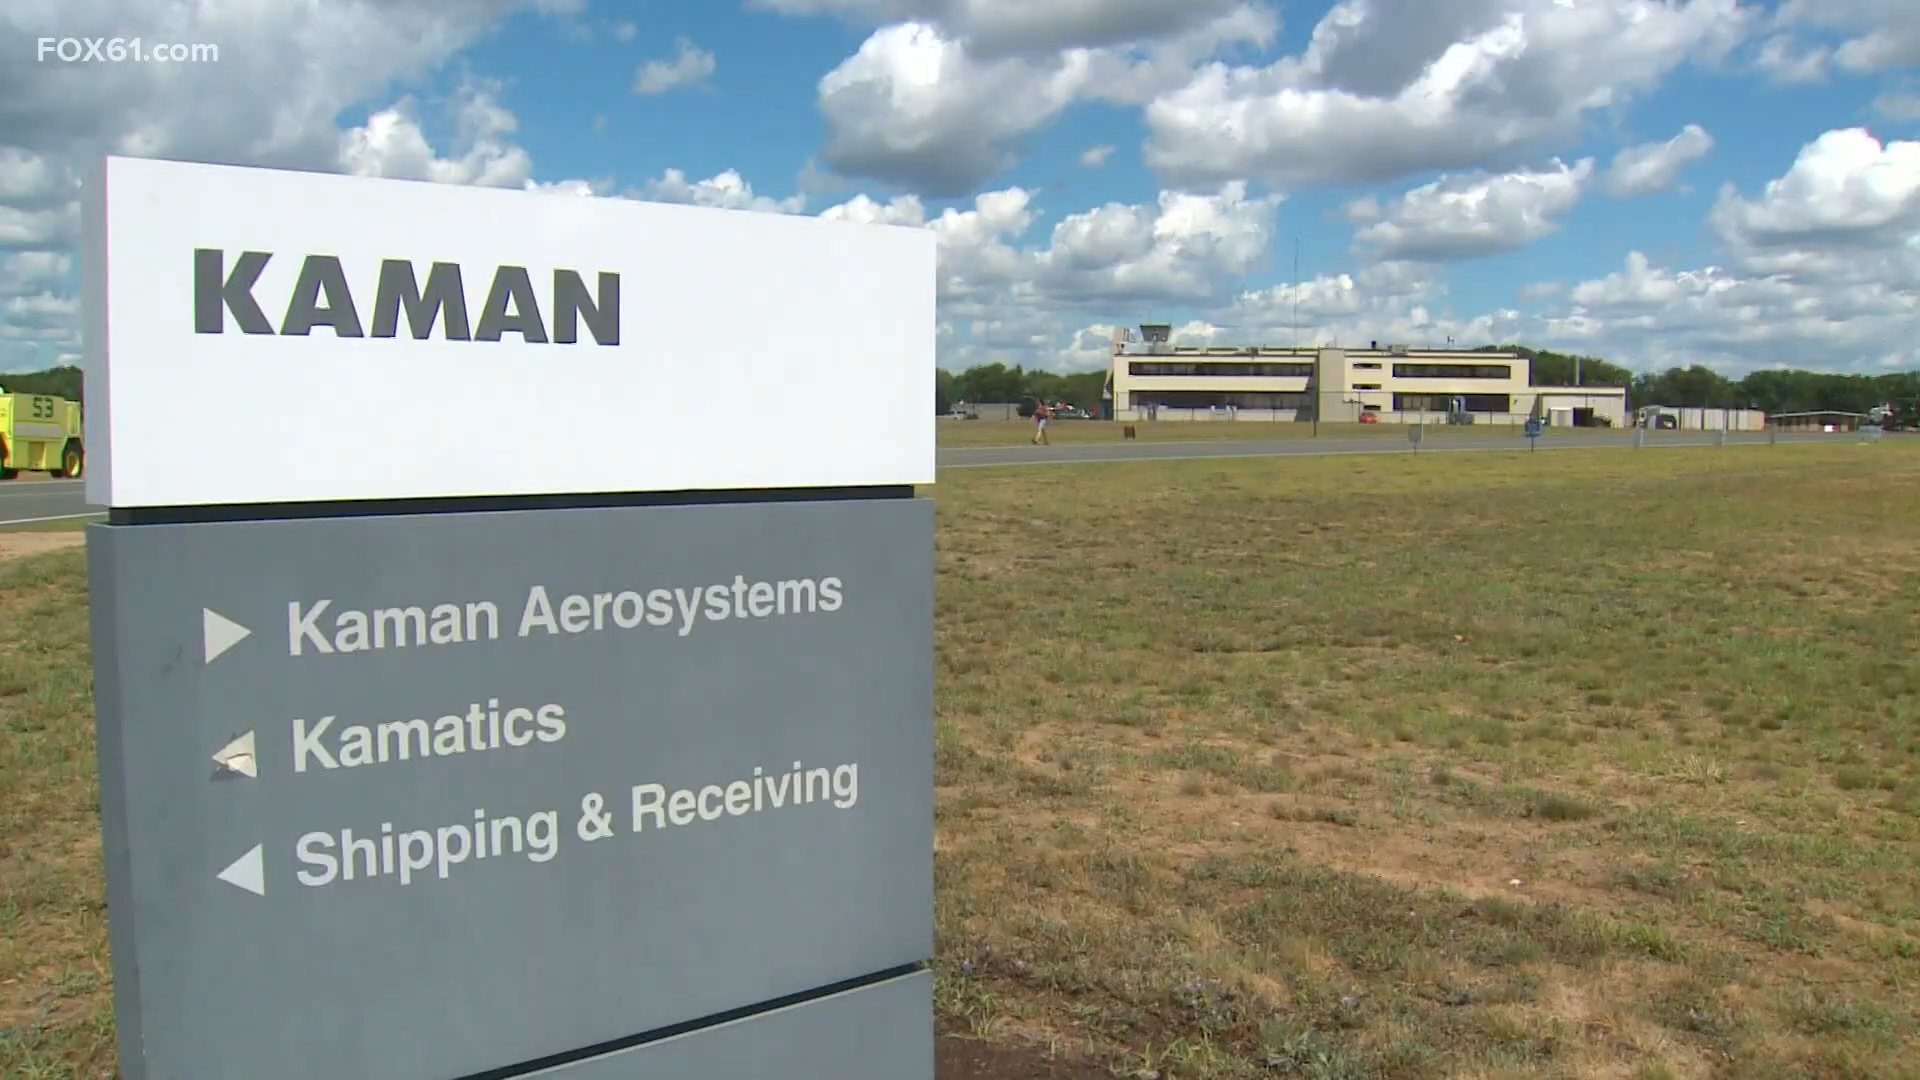 FOX61.com
KAMAN
53
Kaman Aerosystems
Kamatics
Shipping & Receiving